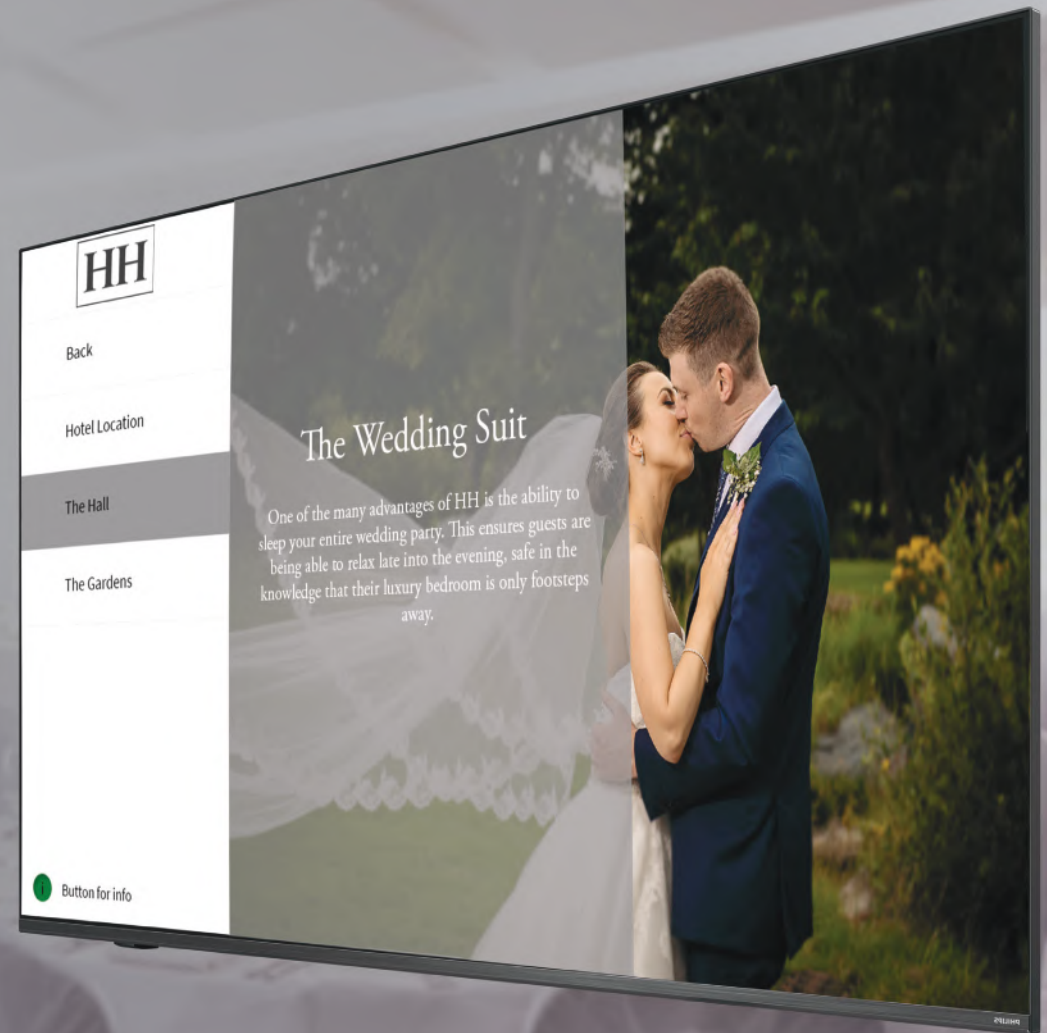 HH
Back
Hotel Location
The Hall
The Gardens
Button for info
The Wedding Suit
One of the many advantages of HH is the ability to
sleep your entire wedding party. This ensures guests are
being able to relax late into the evening, safe in the
knowledge that their luxury bedroom is only footsteps
away.
PHILIPS